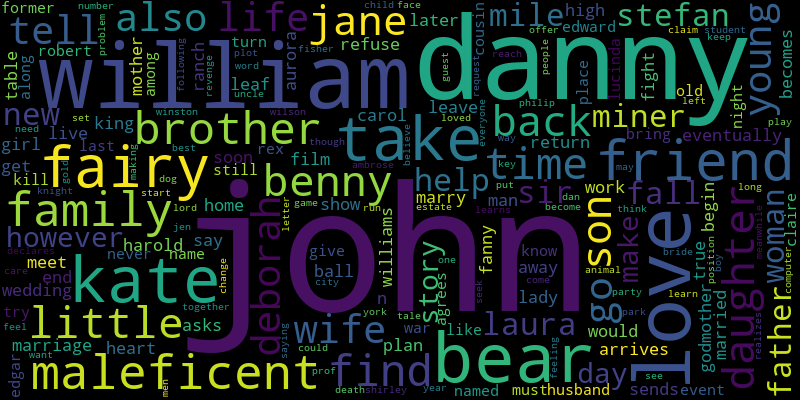 former number child face
tell also life jane later mile cousin high stefan young
problem robert along turn refuse edward offer claim student keep
william danny
table mother among following ranch plot leaf word uncle aurora fisher revenge guest reach request people place lucinda fight old left night becomes
new set king winston wilson carol leave philip loved everyone back miner bring eventually play
girl need live last brother though take time return way friend
get kill gold making best soon rex film ambrose believe key may
fairy still benny help sir fall work
knight start dog marry man put dan become son animal think woman claire long
family lord home show run estate learns make begin position boy
however harold jen letter game john williams story fanny know lady away seek come true daughter meanwhile
declares meet never name say deborah give ball city n agrees one go love bride father computer
care end change york tale party learn godmother married realizes
kate together asks war like laura would park
try wedding little wife saying could plan bear feeling day arrives
feel marriage heart find prof named musthusband see event
edgar want maleficent men death shirley year sends